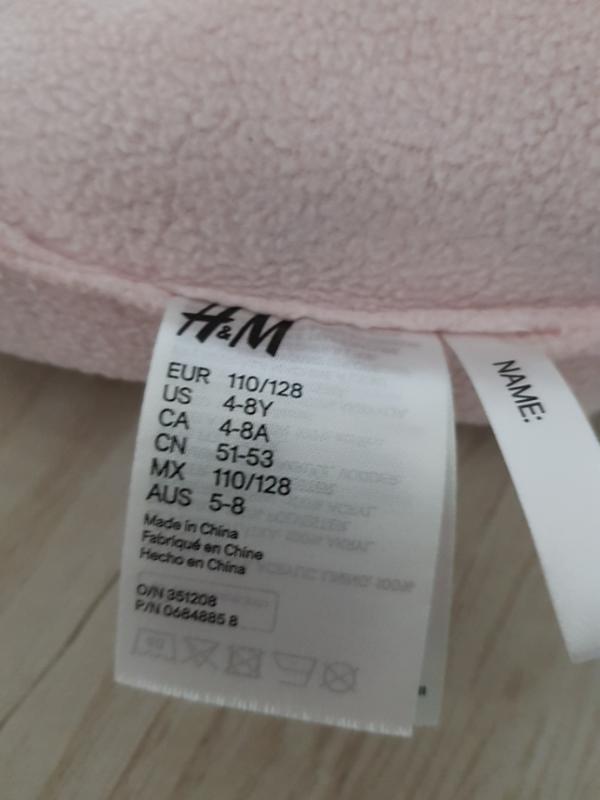 H&M
EUR 110/128
US 4-8Y
CA 4-8A
CN 51-53
MX 110/128
AUS 5-8
Made in China
Fabriqué en Chine
Hecho en China
O/N 351208
P/N 0684885 8
NAME: